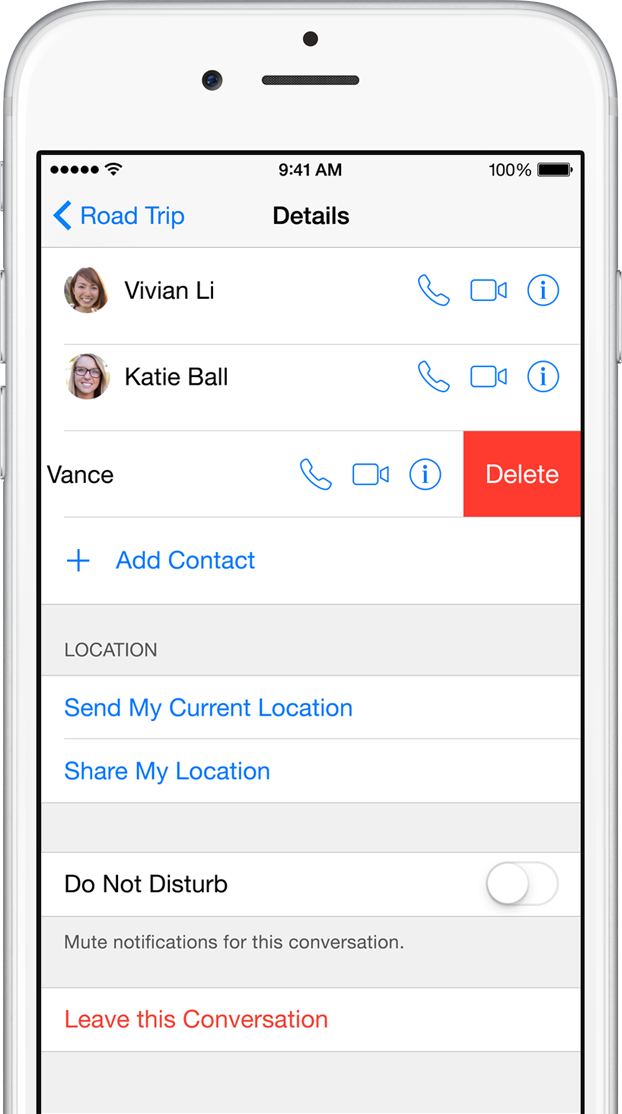 9:41 AM 100%
Road Trip Details
Vivian Li
Katie Ball
Vance Delete
+ Add Contact
LOCATION
Send My Current Location
Share My Location
Do Not Disturb
Mute notifications for this conversation.
Leave this Conversation